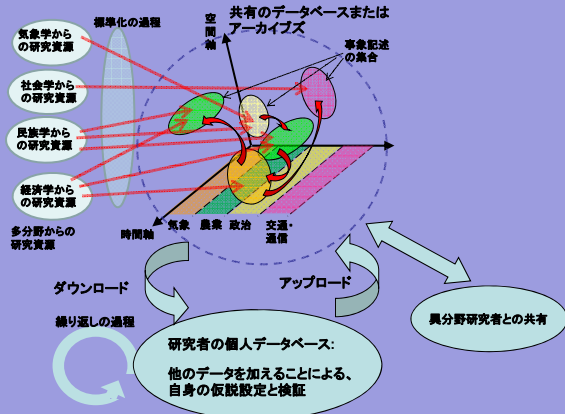 共有のデータベースまたは
アーカイブズ
標準化の過程
空
間
軸
事象記述
の集合
気象学から
の研究資源
社会学から
の研究資源
民族学から
の研究資源
経済学から
の研究資源
多分野からの
研究資源
時間軸
気象
農業
政治
交通・
通信
ダウンロード
アップロード
繰り返しの過程
研究者の個人データベース:
他のデータを加えることによる、
自身の仮説設定と検証
異分野研究者との共有